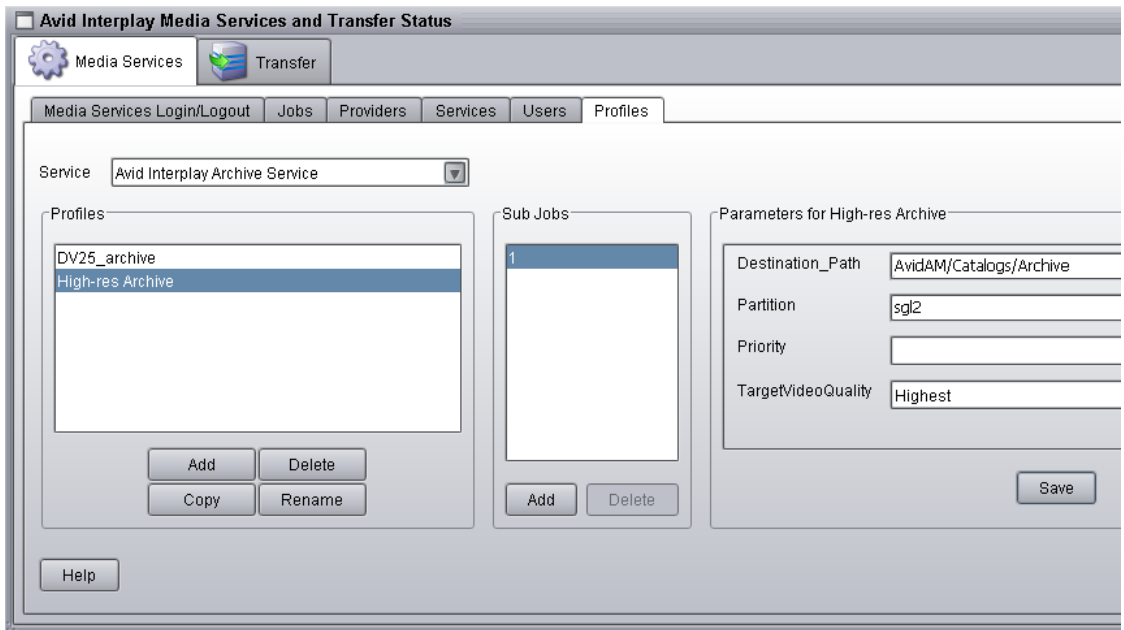 Avid Interplay Media Services and Transfer Status
Media Services Transfer
Media Services Login/Logout Jobs Providers Services Users Profiles
Service Avid Interplay Archive Service
Profiles
DV25_archive
High-res Archive
Add Delete
Copy Rename
Sub Jobs
1
Add Delete
Parameters for High-res Archive
Destination_Path AvidAM/Catalogs/Archive
Partition sgl2
Priority
TargetVideoQuality Highest
Save
Help